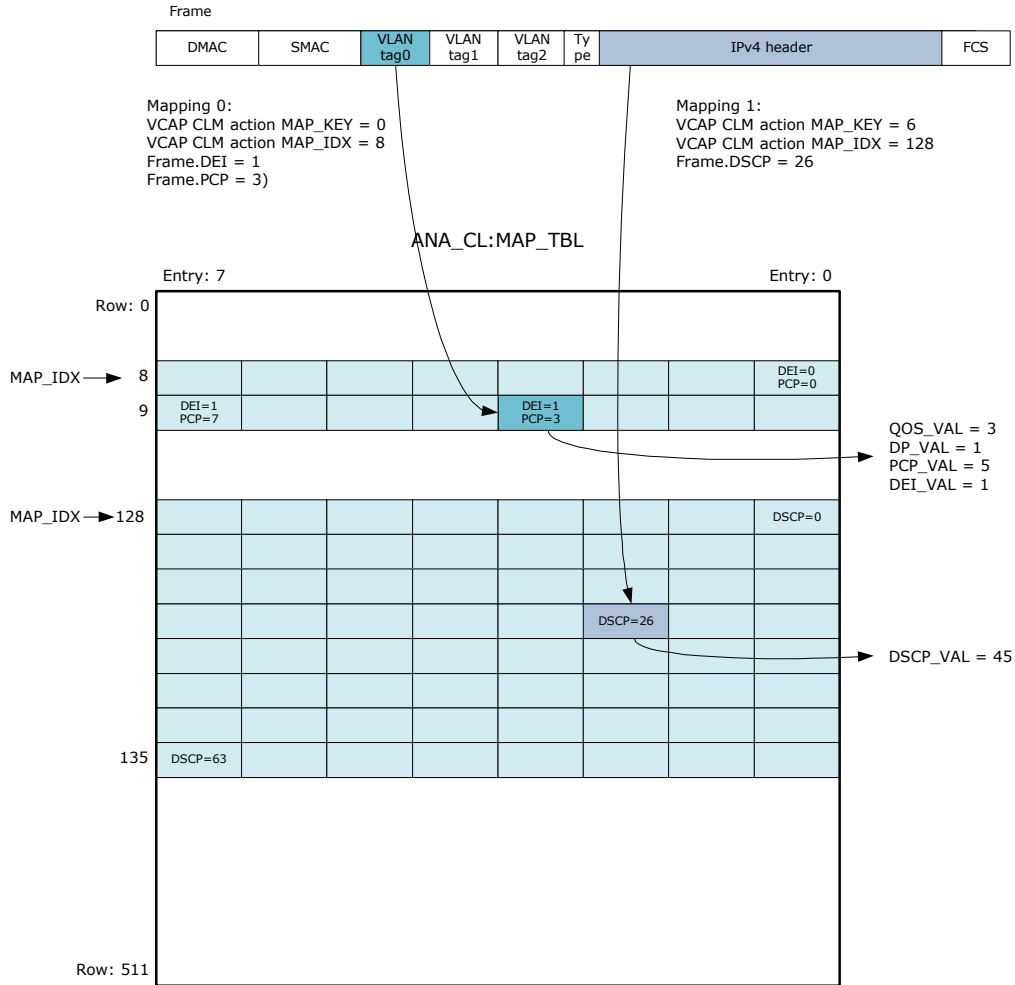 Frame
DMAC
SMAC
VLAN
tag0
VLAN
tag1
VLAN
tag2
Ty
pe
IPv4 header
FCS
Mapping 0:
VCAP CLM action MAP_KEY = 0
VCAP CLM action MAP_IDX = 8
Frame.DEI = 1
Frame.PCP = 3)
Mapping 1:
VCAP CLM action MAP_KEY = 6
VCAP CLM action MAP_IDX = 128
Frame.DSCP = 26
ANA_CL:MAP_TBL
Entry: 7
Entry: 0
Row: 0
MAP_IDX
8
DEI=0
PCP=0
9
DEI=1
PCP=7
DEI=1
PCP=3
QOS_VAL = 3
DP_VAL = 1
PCP_VAL = 5
DEI_VAL = 1
MAP_IDX
128
DSCP=0
DSCP=26
DSCP_VAL = 45
135
DSCP=63
Row: 511